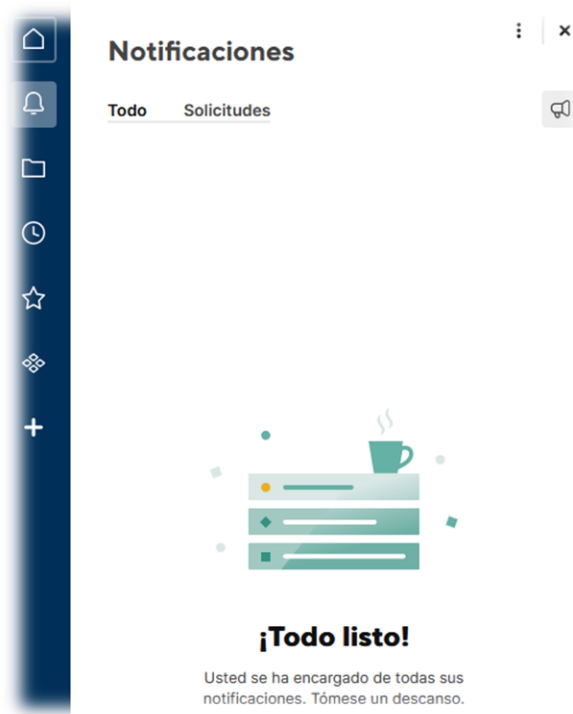 Notificaciones
Todo Solicitudes
¡Todo listo!
Usted se ha encargado de todas sus
notificaciones. Tómese un descanso.